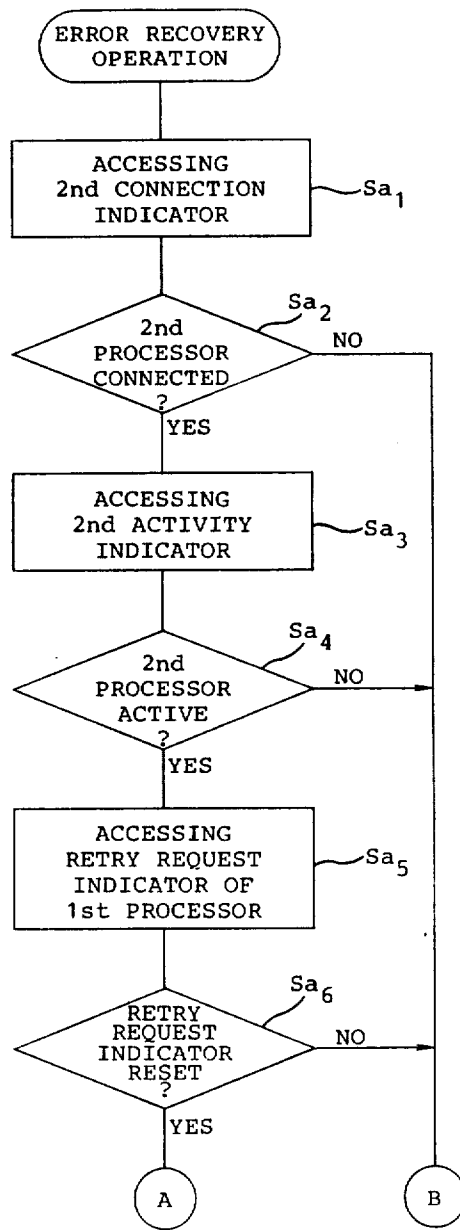 ERROR RECOVERY
OPERATION
ACCESSING
2nd CONNECTION
INDICATOR
Sa1
Sa2
2nd
PROCESSOR
CONNECTED
?
NO
YES
ACCESSING
2nd ACTIVITY
INDICATOR
Sa3
Sa4
2nd
PROCESSOR
ACTIVE
?
NO
YES
ACCESSING
RETRY REQUEST
INDICATOR OF
1st PROCESSOR
Sa5
Sa6
RETRY
REQUEST
INDICATOR
RESET
?
NO
YES
A
B